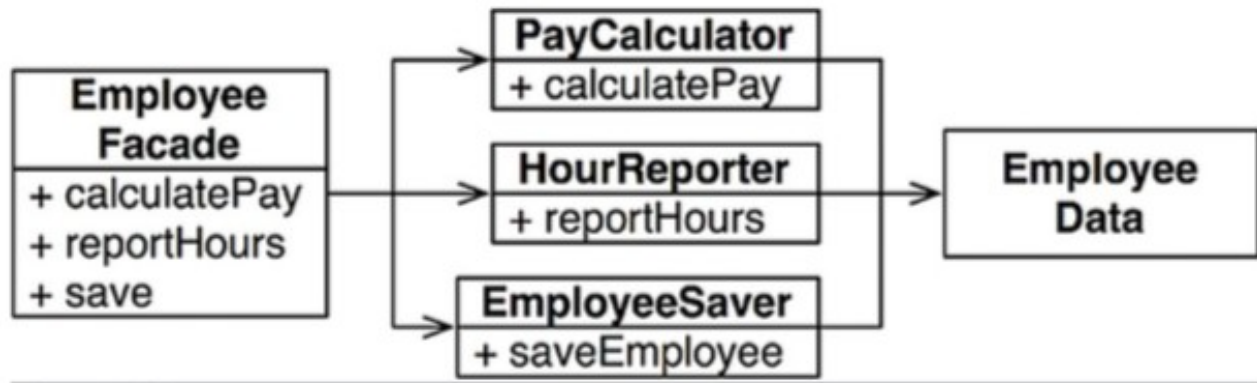 Employee
Facade
+ calculatePay
+ reportHours
+ save
PayCalculator
+ calculatePay
HourReporter
+ reportHours
EmployeeSaver
+ saveEmployee
Employee
Data